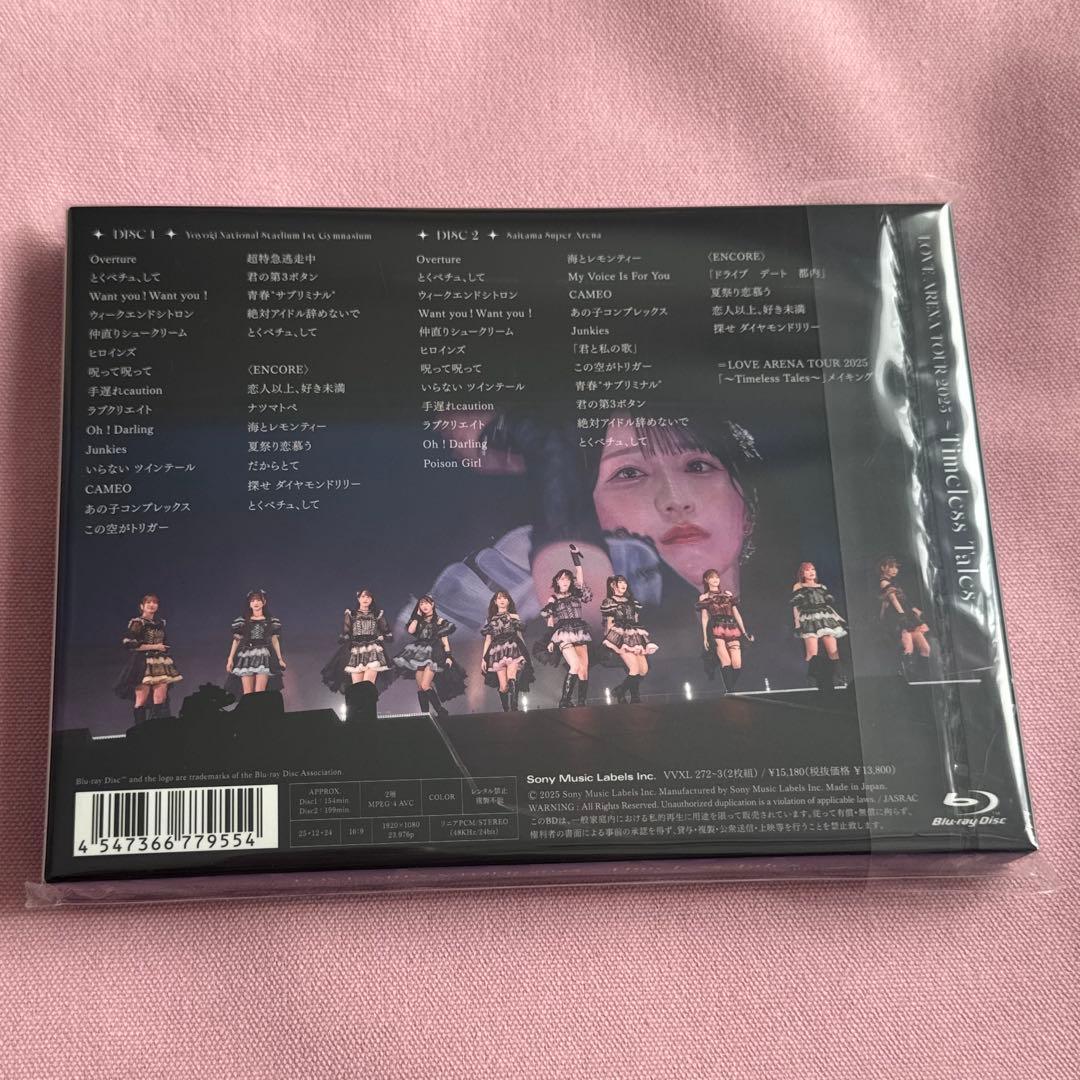 DISC 1 Yoyogi National Stadium 1st Gymnasium
Overture
とくべチュ、して
Want you! Want you!
ウィークエンドシトロン
仲直りシュークリーム
ヒロインズ
呪って呪って
手遅れcaution
ラブクリエイト
Oh! Darling
Junkies
いらない ツインテール
CAMEO
あの子コンプレックス
この空がトリガー
超特急逃走中
君の第3ボタン
青春"サブリミナル"
絶対アイドル辞めないで
とくべチュ、して
〈ENCORE〉
恋人以上、好き未満
ナツマトペ
海とレモンティー
夏祭り恋慕う
だからとて
探せ ダイヤモンドリリー
とくべチュ、して
DISC 2 Saitama Super Arena
Overture
とくべチュ、して
ウィークエンドシトロン
Want you! Want you!
仲直りシュークリーム
ヒロインズ
呪って呪って
いらない ツインテール
手遅れcaution
ラブクリエイト
Oh! Darling
Poison Girl
海とレモンティー
My Voice Is For You
CAMEO
あの子コンプレックス
Junkies
「君と私の歌」
この空がトリガー
青春"サブリミナル"
君の第3ボタン
絶対アイドル辞めないで
とくべチュ、して
〈ENCORE〉
「ドライブ デート 都内」
夏祭り恋慕う
恋人以上、好き未満
探せ ダイヤモンドリリー
=LOVE ARENA TOUR 2025
「～Timeless Tales～」メイキング
LOVE ARENA TOUR 2025 ~Timeless Tales~
Blu-ray Disc™ and the logo are trademarks of the Blu-ray Disc Association.
4 547366 779554
APPROX.
Disc1 : 154min.
Disc2 : 199min.
2層
MPEG-4 AVC
COLOR
レンタル禁止
複製不能
25・12・24
16:9
1920×1080
23.976p
リニアPCM/STEREO
(48KHz/24bit)
Sony Music Labels Inc. VVXL 272~3(2枚組) / ¥15,180(税抜価格 ¥13,800)
© 2025 Sony Music Labels Inc. Manufactured by Sony Music Labels Inc. Made in Japan.
WARNING : All Rights Reserved. Unauthorized duplication is a violation of applicable laws. / JASRAC
このBDは、一般家庭内における私的再生に用途を限って販売されています。従って有償・無償に拘らず、
権利者の書面による事前の承認を得ず、貸与・複製・公衆送信・上映等を行うことを禁止致します。
Blu-ray Disc